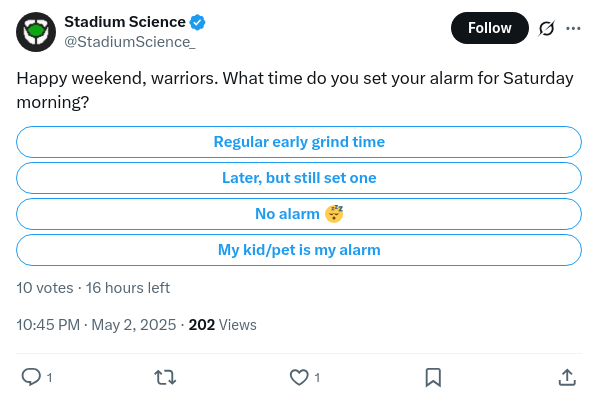 Stadium Science
@StadiumScience_
Follow
Happy weekend, warriors. What time do you set your alarm for Saturday
morning?
Regular early grind time
Later, but still set one
No alarm 😴
My kid/pet is my alarm
10 votes · 16 hours left
10:45 PM · May 2, 2025 · 202 Views
1
1